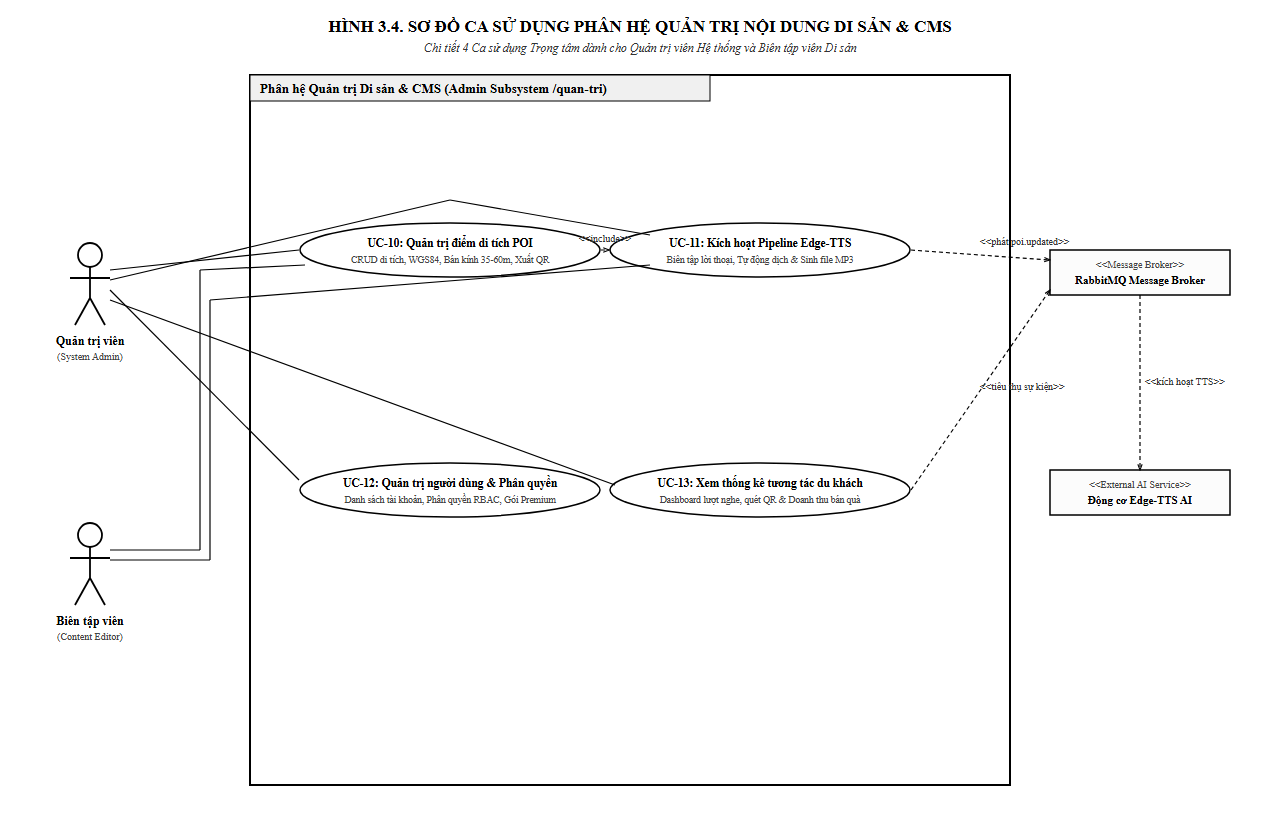 HÌNH 3.4. SƠ ĐỒ CA SỬ DỤNG PHÂN HỆ QUẢN TRỊ NỘI DUNG DI SẢN & CMS
Chi tiết 4 Ca sử dụng Trọng tâm dành cho Quản trị viên Hệ thống và Biên tập viên Di sản
Phân hệ Quản trị Di sản & CMS (Admin Subsystem /quan-tri)
UC-10: Quản trị điểm di tích POI
CRUD di tích, WGS84, Bán kính 35-60m, Xuất QR
<<include>>
UC-11: Kích hoạt Pipeline Edge-TTS
Biên tập lời thoại, Tự động dịch & Sinh file MP3
<<phát poi.updated>>
<<Message Broker>>
RabbitMQ Message Broker
Quản trị viên
(System Admin)
<<tiêu thụ sự kiện>>
<<kích hoạt TTS>>
UC-12: Quản trị người dùng & Phân quyền
Danh sách tài khoản, Phân quyền RBAC, Gói Premium
UC-13: Xem thống kê tương tác du khách
Dashboard lượt nghe, quét QR & Doanh thu bán quà
<<External AI Service>>
Động cơ Edge-TTS AI
Biên tập viên
(Content Editor)